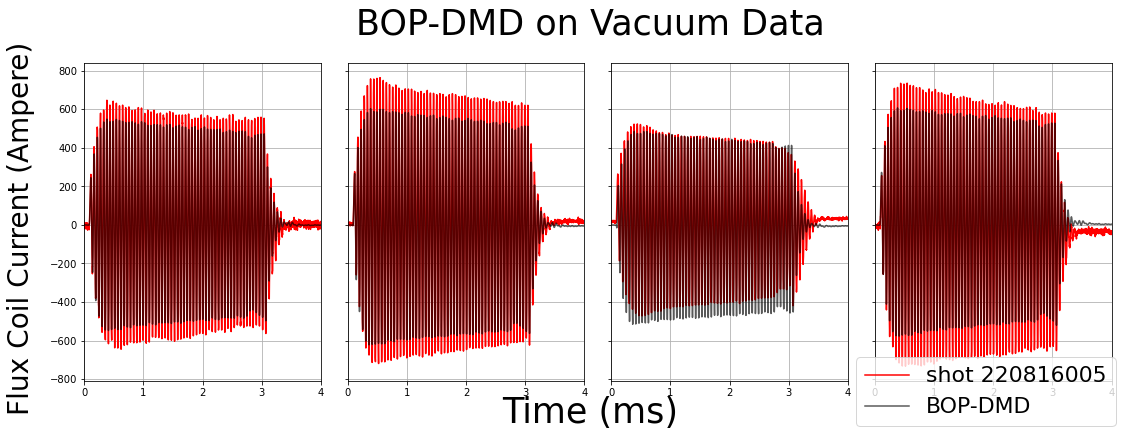 BOP-DMD on Vacuum Data
Flux Coil Current (Ampere)
800
600
400
200
0
−200
−400
−600
−800
0 1 2 3 4
0 1 2 3 4
0 1 2 3 4
0 1 2 3 4
Time (ms)
shot 220816005
BOP-DMD